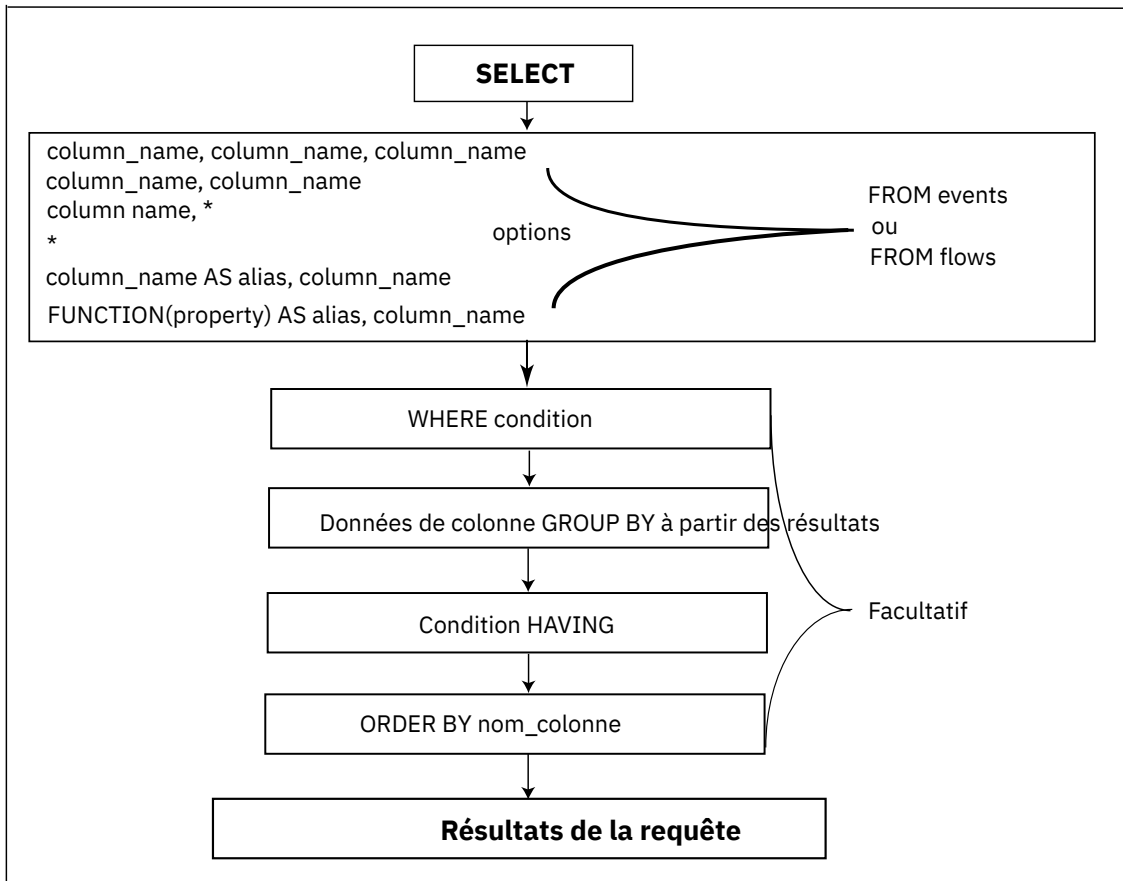 SELECT
column_name, column_name, column_name
column_name, column_name
column name, *
*
column_name AS alias, column_name
FUNCTION(property) AS alias, column_name
options
FROM events
ou
FROM flows
WHERE condition
Données de colonne GROUP BY à partir des résultats
Condition HAVING
ORDER BY nom_colonne
Facultatif
Résultats de la requête